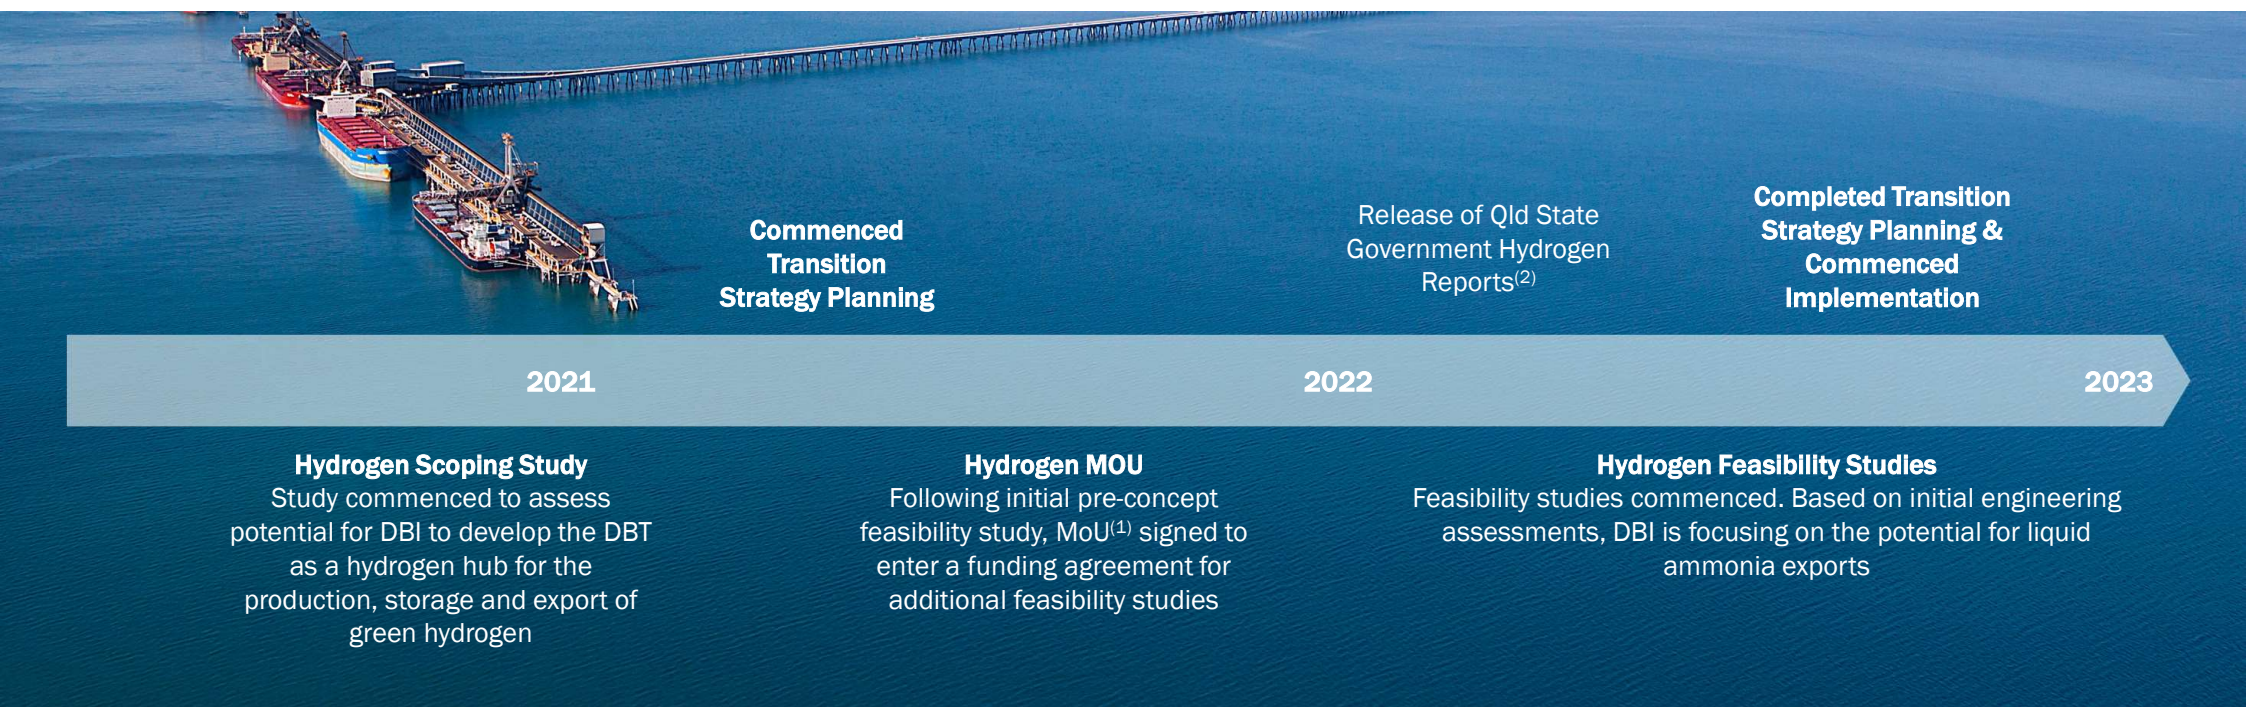 Commenced
Transition
Strategy Planning
Release of Qld State
Government Hydrogen
Reports(2)
Completed Transition
Strategy Planning &
Commenced
Implementation
2021
2022
2023
Hydrogen Scoping Study
Study commenced to assess
potential for DBI to develop the DBT
as a hydrogen hub for the
production, storage and export of
green hydrogen
Hydrogen MOU
Following initial pre-concept
feasibility study, MoU(1) signed to
enter a funding agreement for
additional feasibility studies
Hydrogen Feasibility Studies
Feasibility studies commenced. Based on initial engineering
assessments, DBI is focusing on the potential for liquid
ammonia exports